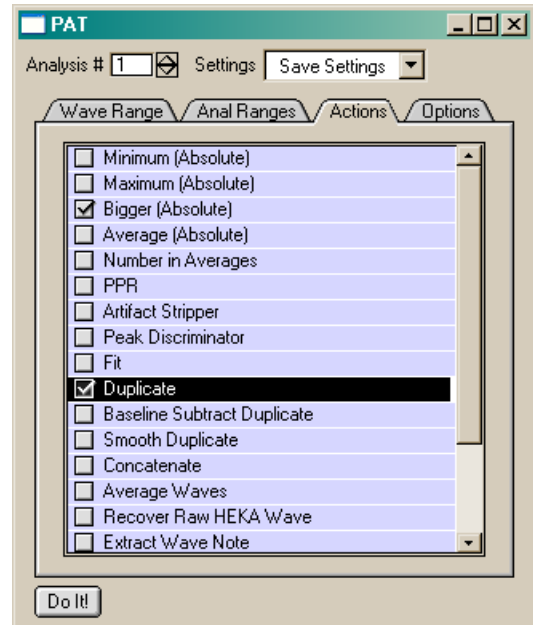 PAT
Analysis # 1 Settings Save Settings
Wave Range Anal Ranges Actions Options
Minimum (Absolute)
Maximum (Absolute)
Bigger (Absolute)
Average (Absolute)
Number in Averages
PPR
Artifact Stripper
Peak Discriminator
Fit
Duplicate
Baseline Subtract Duplicate
Smooth Duplicate
Concatenate
Average Waves
Recover Raw HEKA Wave
Extract Wave Note
Do It!